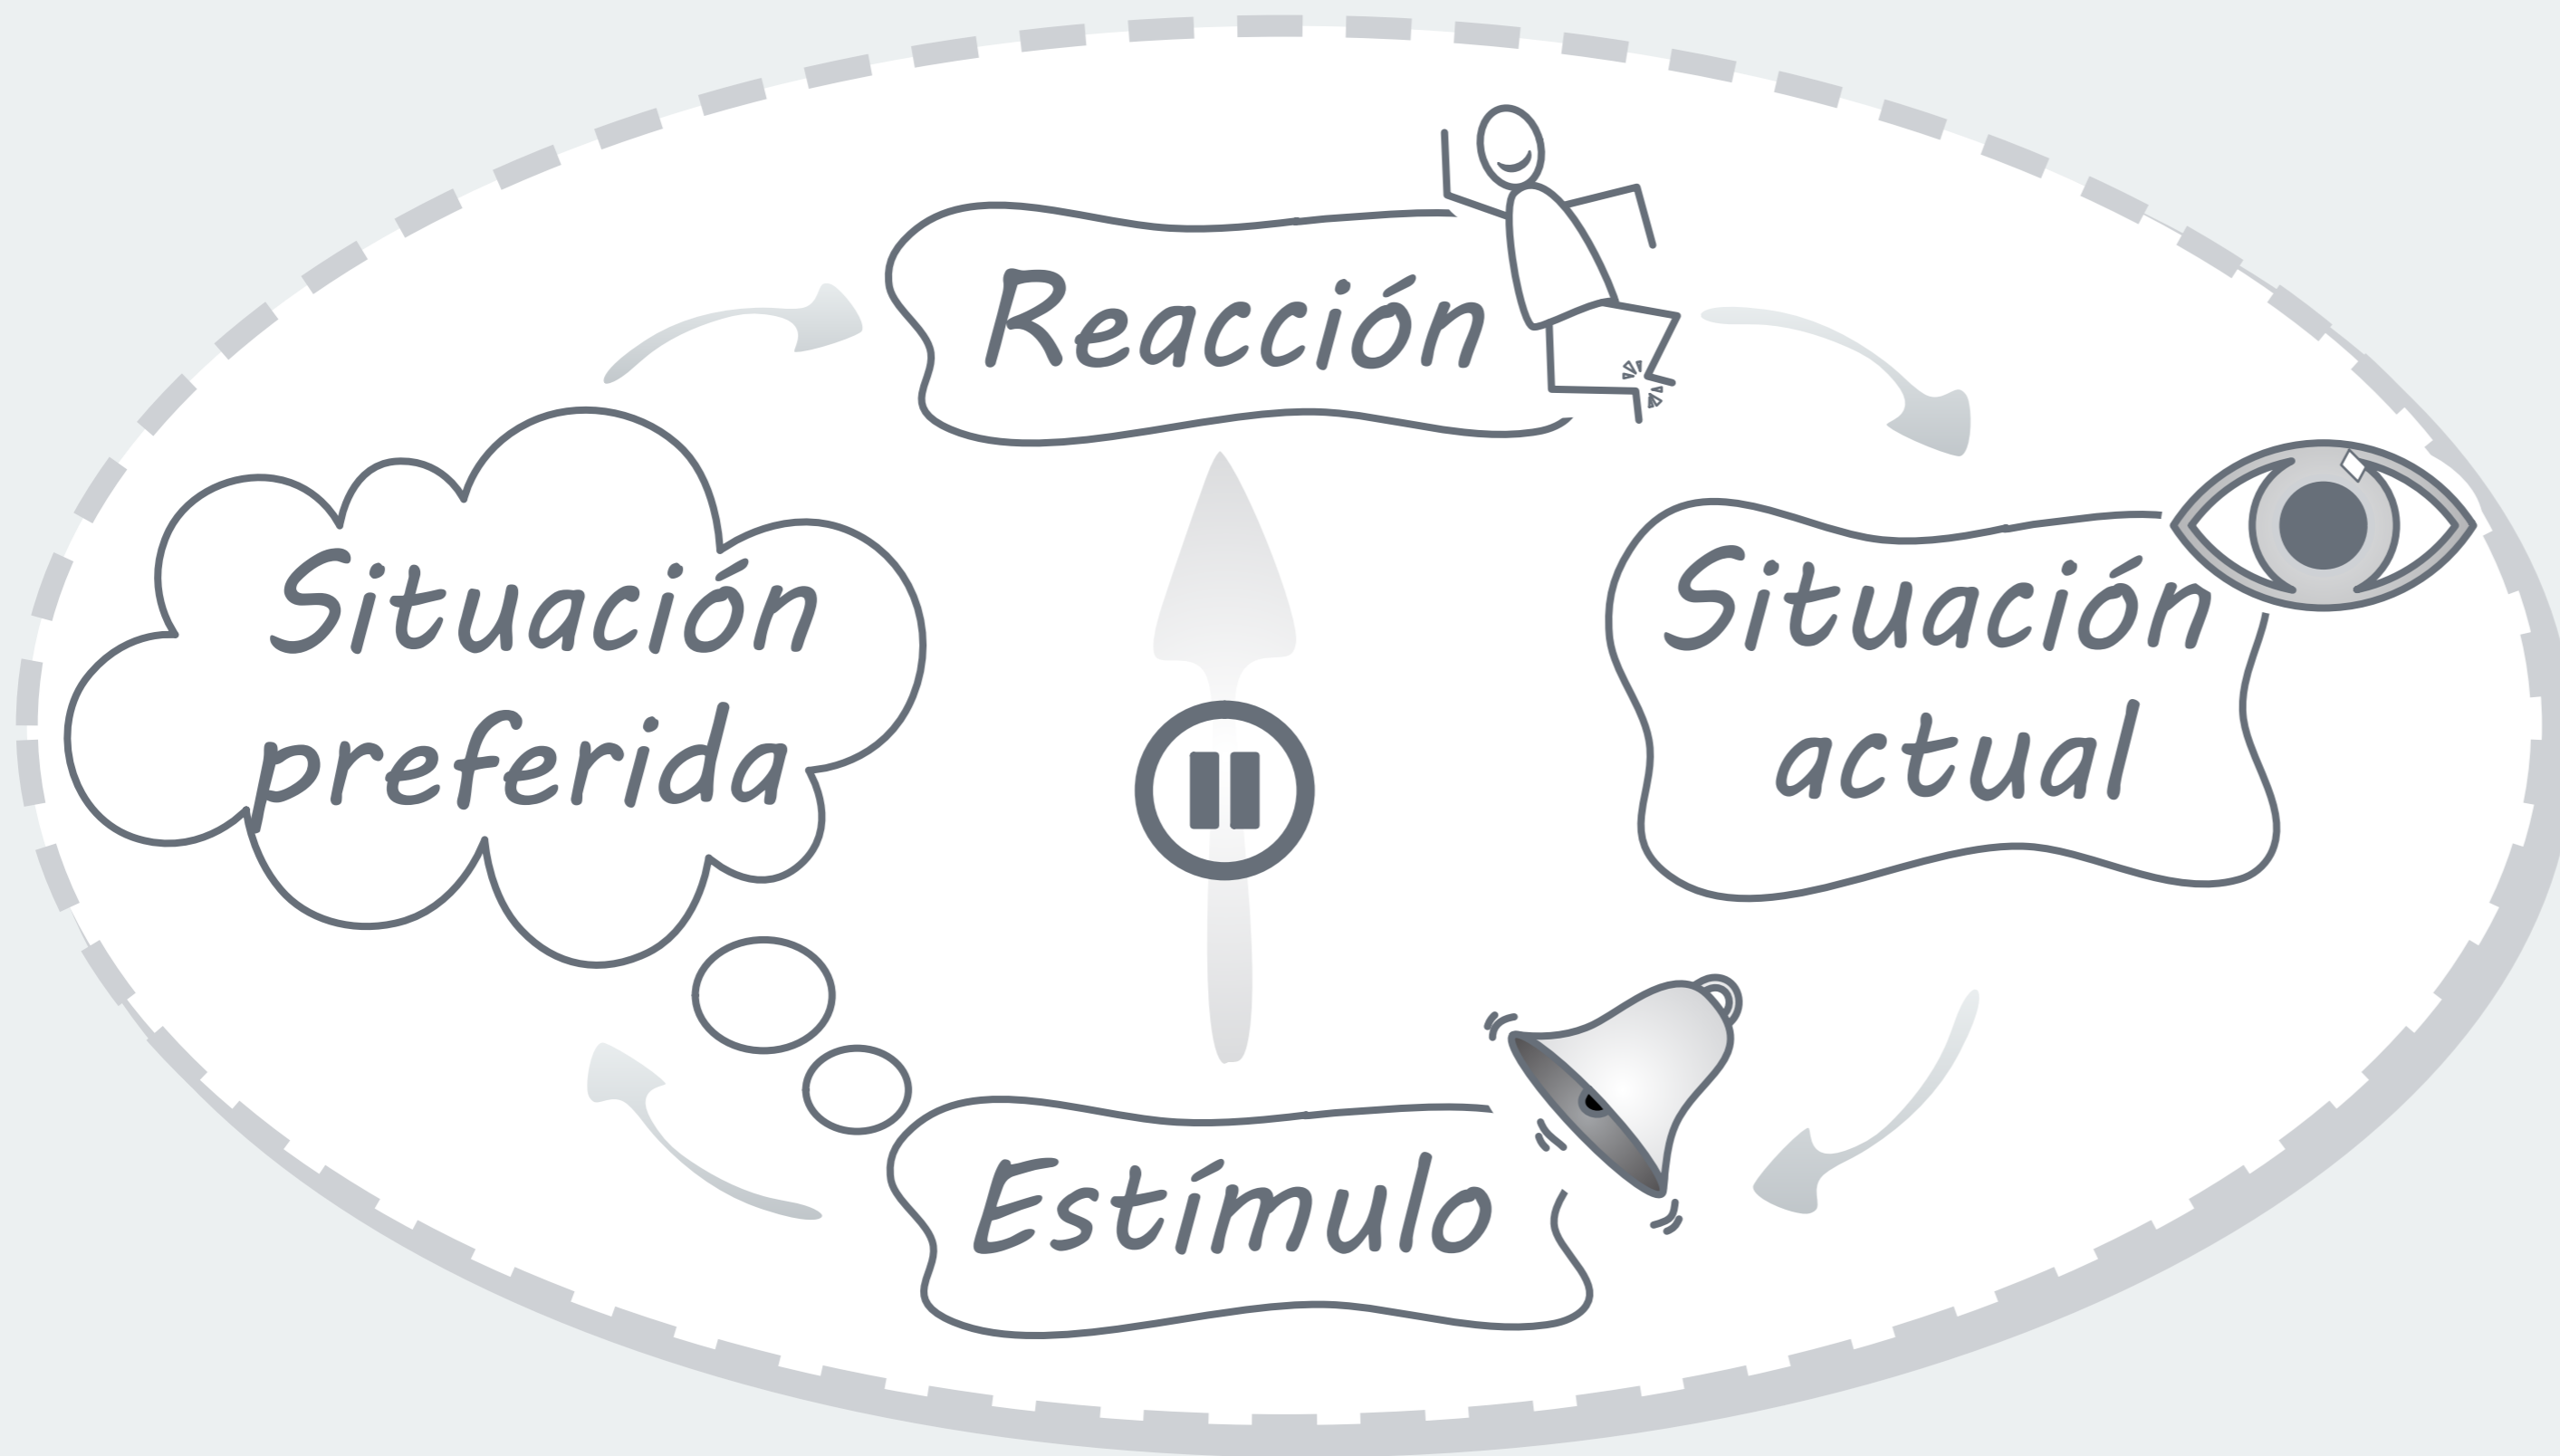 Reacción
Situación
preferida
Situación
actual
Estímulo